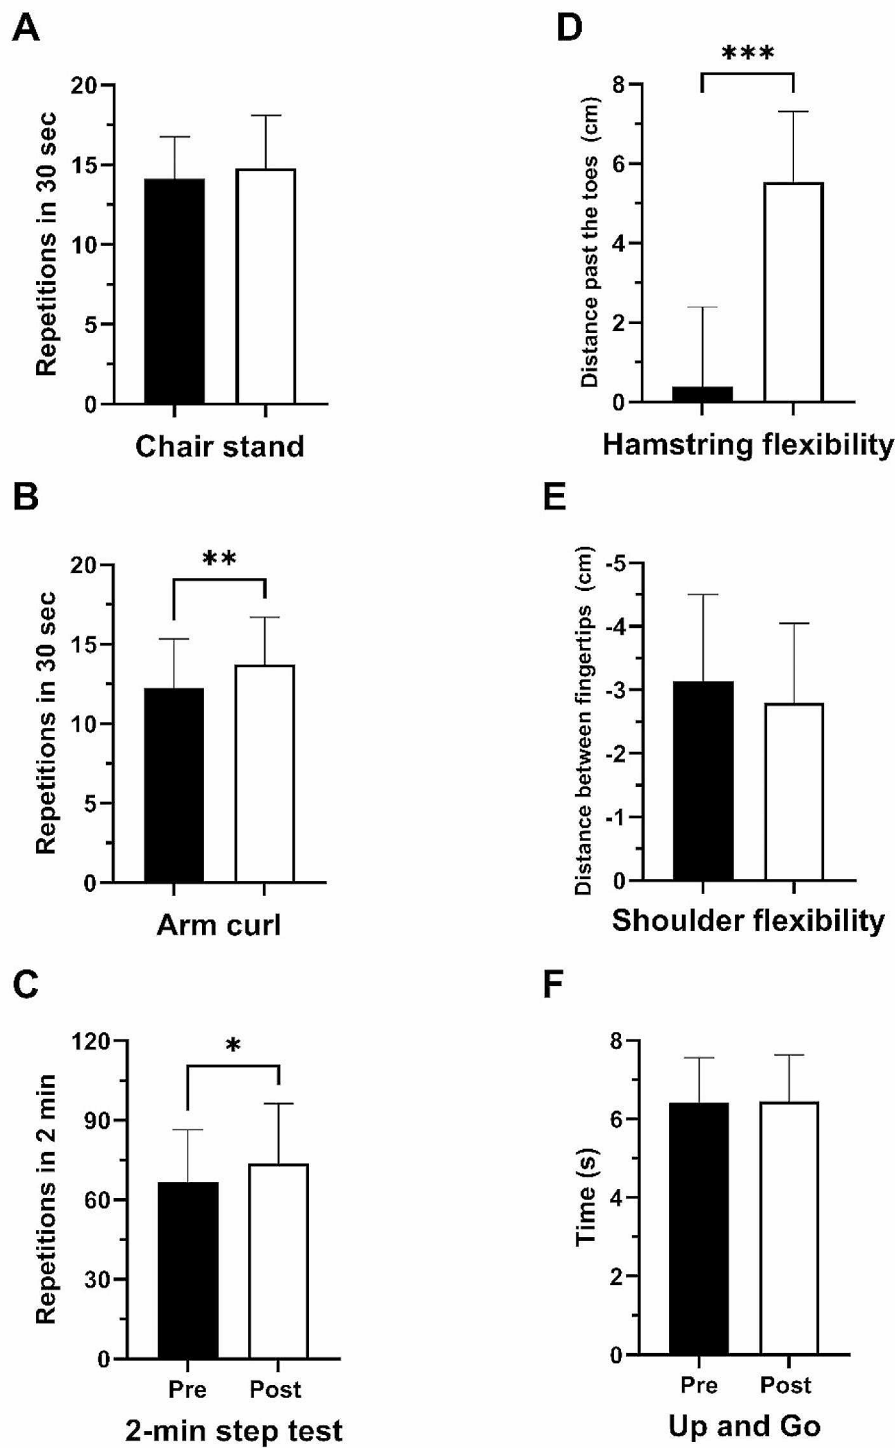 A
20
15
10
5
0
Repetitions in 30 sec
Chair stand
B
**
20
15
10
5
0
Repetitions in 30 sec
Arm curl
C
*
120
90
60
30
0
Repetitions in 2 min
Pre Post
2-min step test
D
***
8
6
4
2
0
Distance past the toes (cm)
Hamstring flexibility
E
-5
-4
-3
-2
-1
0
Distance between fingertips (cm)
Shoulder flexibility
F
8
6
4
2
0
Time (s)
Pre Post
Up and Go